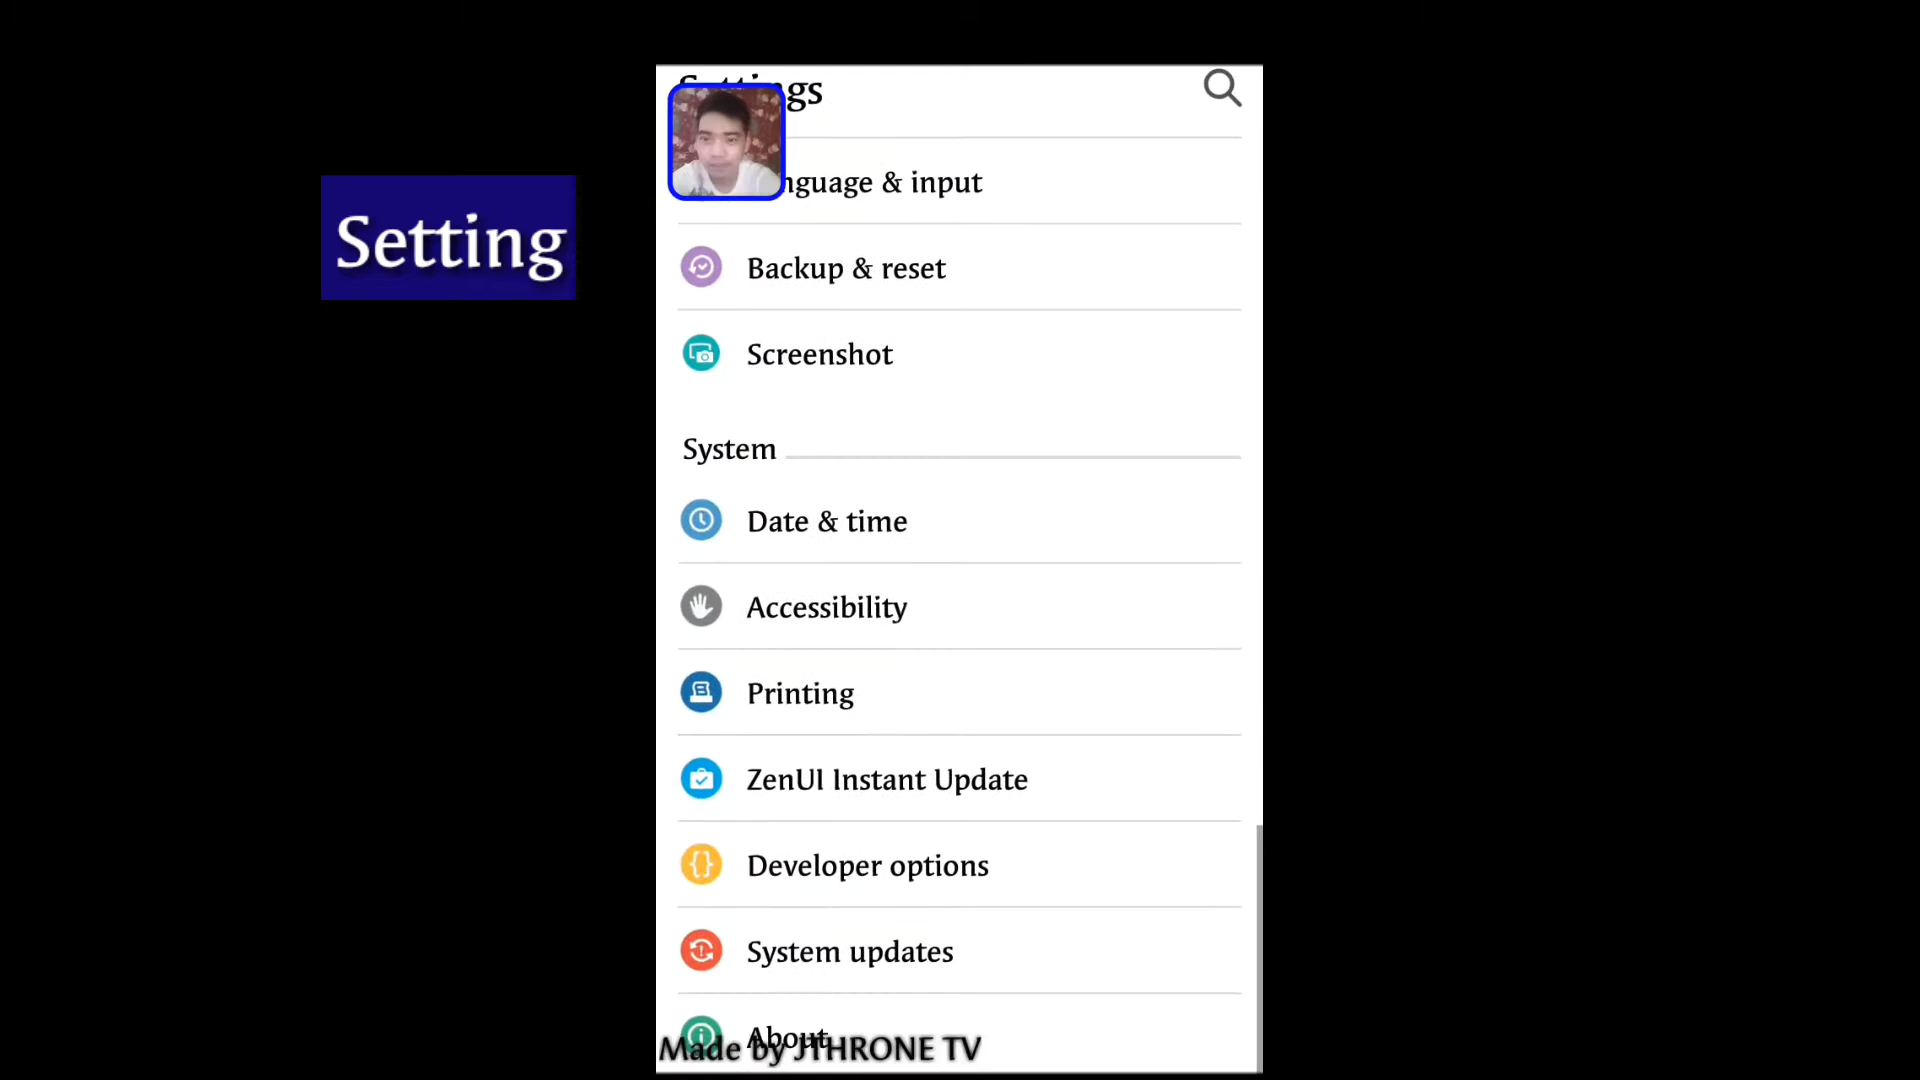 Settings
Setting
nguage & input
Backup & reset
Screenshot
System
Date & time
Accessibility
Printing
ZenUI Instant Update
Developer options
System updates
About
Made by JTHRONE TV